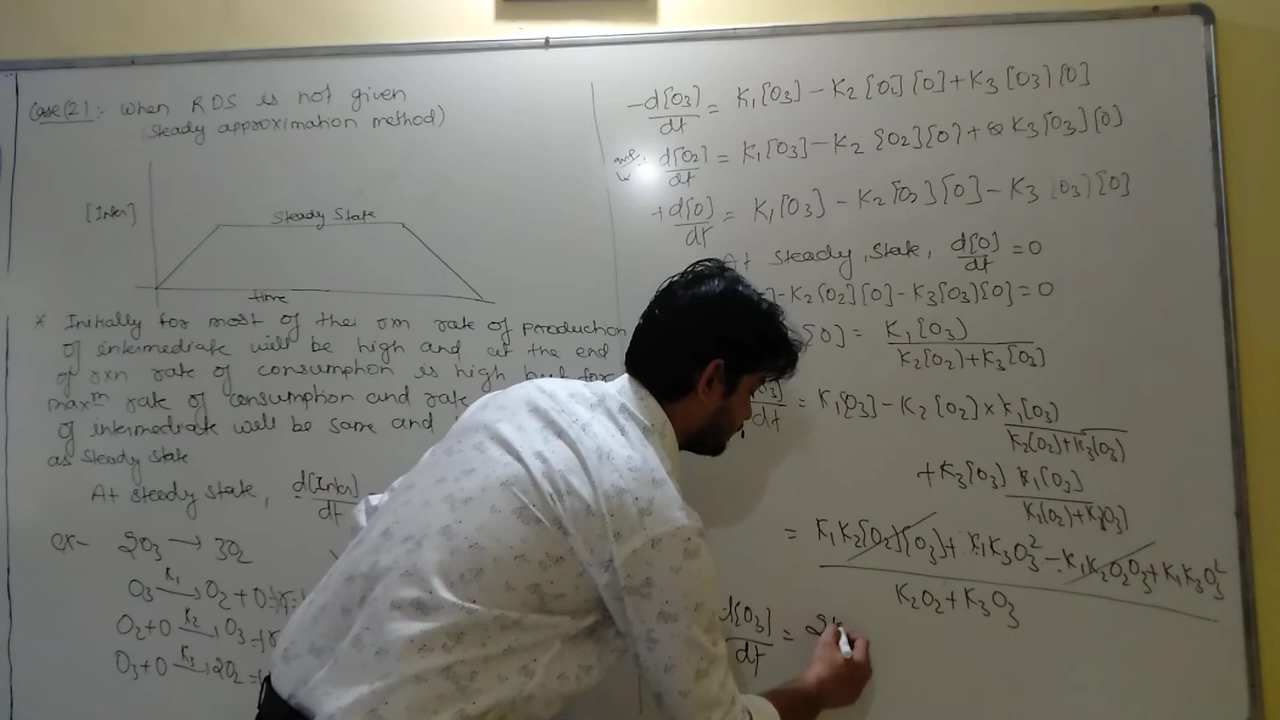 Case(2):- When RDS is not given
(Steady approximation method)
[Inter]
Steady State
time
* Initially for most of the rxn rate of production
of intermediate will be high and at the end
of rxn rate of consumption is high but for
maxm rate of consumption and rate
of intermediate will be same and
as steady state
At steady state, d[Inter]/dt
ex- 2O3 → 3O2
O3 K1→ O2 + O
O2+O K2→ O3
O3+O K3→ 2O2
-d[O3]/dt = K1[O3] - K2[O2][O] + K3[O3][O]
d[O2]/dt = K1[O3] - K2[O2][O] + K3[O3][O]
+d[O]/dt = K1[O3] - K2[O2][O] - K3[O3][O]
At steady state, d[O]/dt = 0
-K2[O2][O] - K3[O3][O] = 0
[O] = K1[O3] / K2[O2]+K3[O3]
dt = K1[O3] - K2[O2] × K1[O3] / K2[O2]+K3[O3]
+K3[O3] K1[O3] / K2[O2]+K3[O3]
= K1K2[O2][O3] + K1K3O3² - K1K2O2O3 + K1K3O3² / K2O2 + K3O3
d[O3]/dt = 2